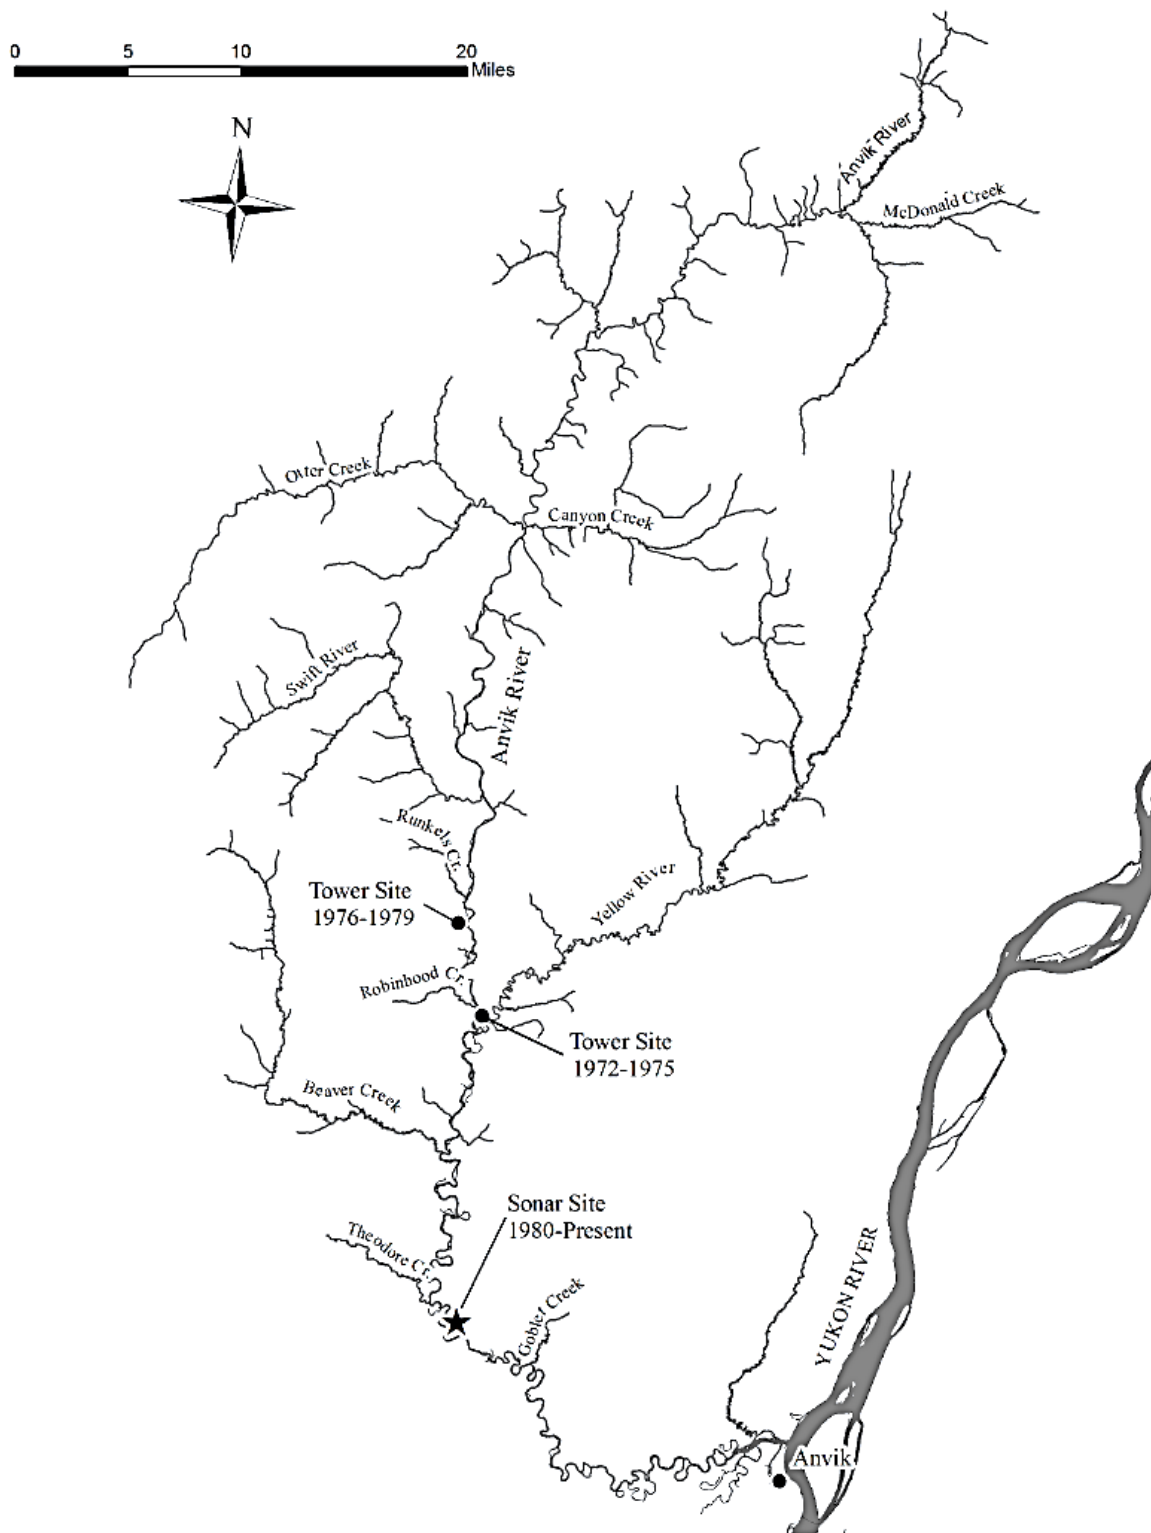 0 5 10 20
Miles
N
Anvik River
McDonald Creek
Otter Creek
Canyon Creek
Swift River
Anvik River
Runkels Cr.
Tower Site
1976-1979
Yellow River
Robinhood Cr.
Tower Site
1972-1975
Beaver Creek
Sonar Site
1980-Present
Theodore Cr.
Goblet Creek
YUKON RIVER
Anvik